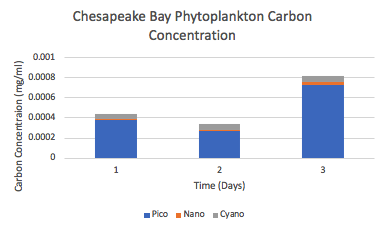 Chesapeake Bay Phytoplankton Carbon
Concentration
Carbon Concentraion (mg/ml)
0.001
0.0008
0.0006
0.0004
0.0002
0
1 2 3
Time (Days)
Pico Nano Cyano